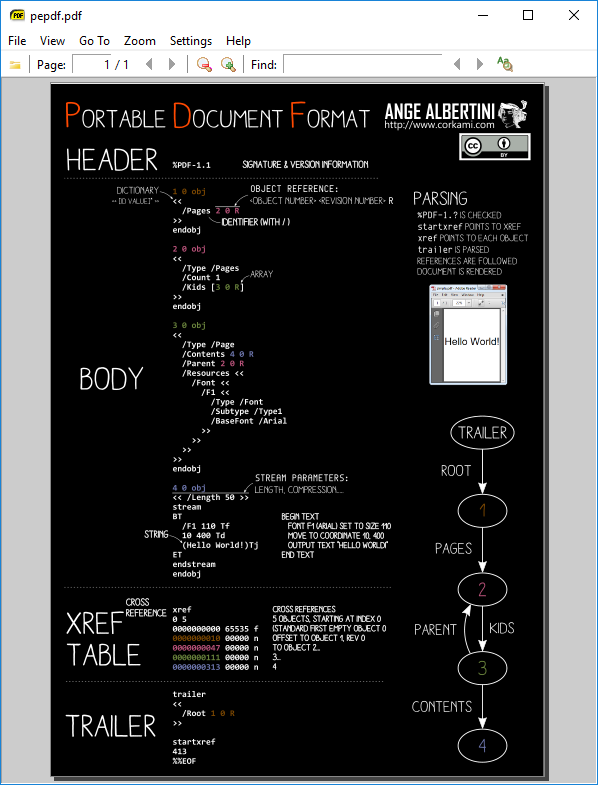 pepdf.pdf
File View Go To Zoom Settings Help
Page: 1 / 1 Find:
PORTABLE DOCUMENT FORMAT
ANGE ALBERTINI
http://www.corkami.com
CC BY
HEADER
%PDF-1.1 SIGNATURE & VERSION INFORMATION
BODY
DICTIONARY
1 0 obj
<<
/Pages 2 0 R
>>
endobj
OBJECT REFERENCE:
<OBJECT NUMBER> <REVISION NUMBER> R
IDENTIFIER (WITH /)
2 0 obj
<<
/Type /Pages
/Count 1
/Kids [3 0 R]
>>
endobj
ARRAY
3 0 obj
<<
/Type /Page
/Contents 4 0 R
/Parent 2 0 R
/Resources <<
/Font <<
/F1 <<
/Type /Font
/Subtype /Type1
/BaseFont /Arial
>>
>>
>>
>>
endobj
4 0 obj
<< /Length 50 >>
stream
BT
/F1 110 Tf
10 400 Td
(Hello World!)Tj
ET
endstream
endobj
STREAM PARAMETERS:
LENGTH, COMPRESSION....
STRING
BEGIN TEXT
FONT F1 (ARIAL) SET TO SIZE 110
MOVE TO COORDINATE 10, 400
OUTPUT TEXT "HELLO WORLD!"
END TEXT
XREF
TABLE
CROSS
REFERENCE
xref
0 5
0000000000 65535 f
0000000010 00000 n
0000000047 00000 n
0000000111 00000 n
0000000313 00000 n
CROSS REFERENCES
5 OBJECTS, STARTING AT INDEX 0
(STANDARD FIRST EMPTY OBJECT 0
OFFSET TO OBJECT 1, REV 0
TO OBJECT 2...
3...
4
TRAILER
trailer
<<
/Root 1 0 R
>>
startxref
413
%%EOF
PARSING
%PDF-1.? IS CHECKED
startxref POINTS TO XREF
xref POINTS TO EACH OBJECT
trailer IS PARSED
REFERENCES ARE FOLLOWED
DOCUMENT IS RENDERED
Hello World!
TRAILER
ROOT
1
PAGES
2
PARENT KIDS
3
CONTENTS
4